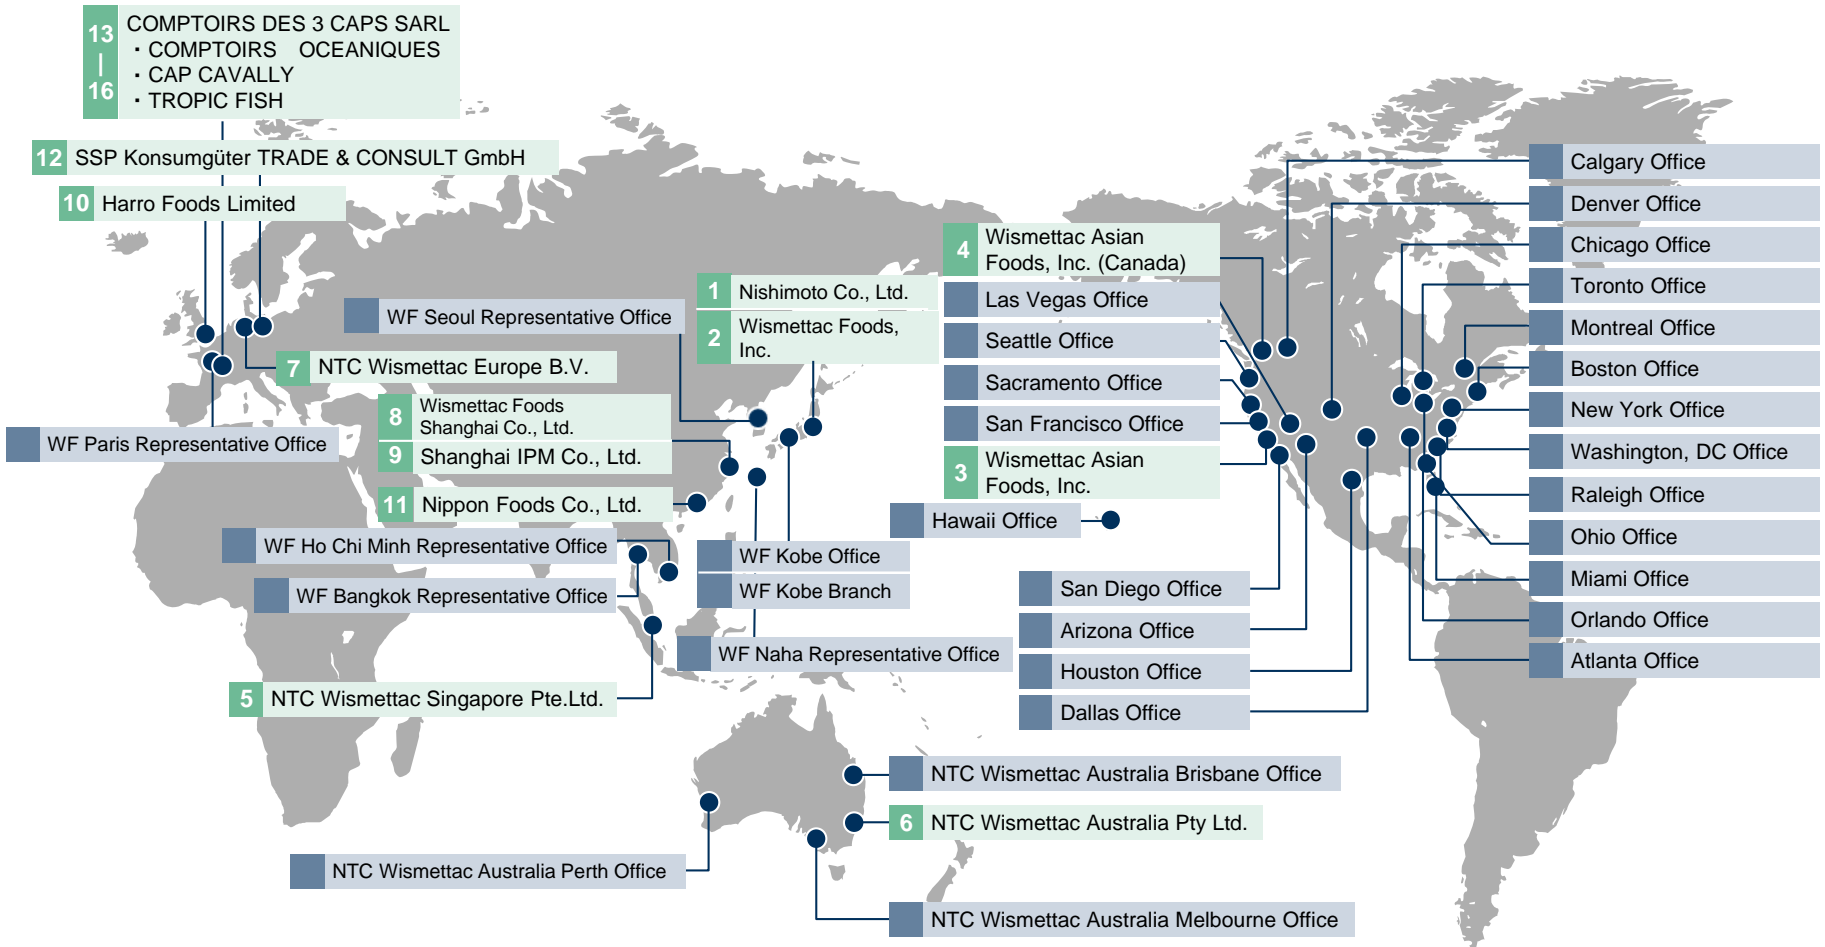 13
|
16
COMPTOIRS DES 3 CAPS SARL
・COMPTOIRS OCEANIQUES
・CAP CAVALLY
・TROPIC FISH
12 SSP Konsumgüter TRADE & CONSULT GmbH
10 Harro Foods Limited
WF Seoul Representative Office
7 NTC Wismettac Europe B.V.
8 Wismettac Foods
Shanghai Co., Ltd.
9 Shanghai IPM Co., Ltd.
WF Paris Representative Office
11 Nippon Foods Co., Ltd.
WF Ho Chi Minh Representative Office
WF Bangkok Representative Office
5 NTC Wismettac Singapore Pte.Ltd.
1 Nishimoto Co., Ltd.
2 Wismettac Foods,
Inc.
WF Kobe Office
WF Kobe Branch
WF Naha Representative Office
4 Wismettac Asian
Foods, Inc. (Canada)
Las Vegas Office
Seattle Office
Sacramento Office
San Francisco Office
3 Wismettac Asian
Foods, Inc.
Hawaii Office
San Diego Office
Arizona Office
Houston Office
Dallas Office
Calgary Office
Denver Office
Chicago Office
Toronto Office
Montreal Office
Boston Office
New York Office
Washington, DC Office
Raleigh Office
Ohio Office
Miami Office
Orlando Office
Atlanta Office
NTC Wismettac Australia Brisbane Office
6 NTC Wismettac Australia Pty Ltd.
NTC Wismettac Australia Perth Office
NTC Wismettac Australia Melbourne Office